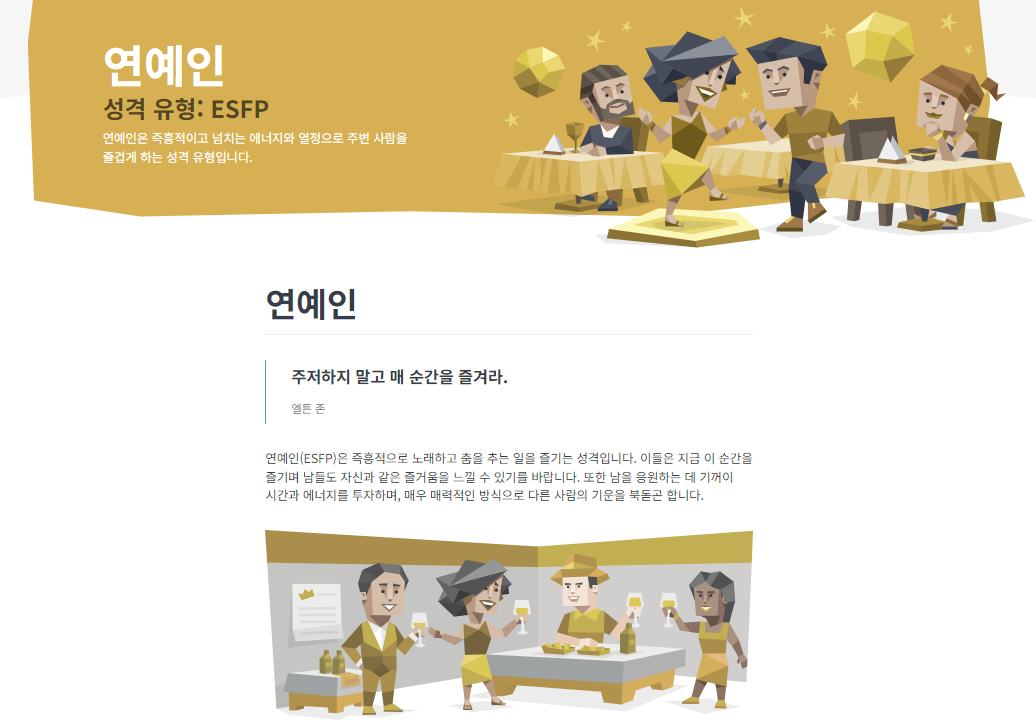 연예인
성격 유형: ESFP
연예인은 즉흥적이고 넘치는 에너지와 열정으로 주변 사람을
즐겁게 하는 성격 유형입니다.
연예인
주저하지 말고 매 순간을 즐겨라.
엘튼 존
연예인(ESFP)은 즉흥적으로 노래하고 춤을 추는 일을 즐기는 성격입니다. 이들은 지금 이 순간을
즐기며 남들도 자신과 같은 즐거움을 느낄 수 있기를 바랍니다. 또한 남을 응원하는 데 기꺼이
시간과 에너지를 투자하며, 매우 매력적인 방식으로 다른 사람의 기운을 북돋곤 합니다.